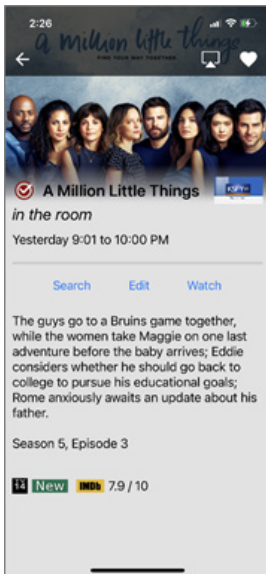 2:26
a million little things
FIND YOUR WAY TOGETHER
A Million Little Things
in the room
Yesterday 9:01 to 10:00 PM
Search Edit Watch
The guys go to a Bruins game together,
while the women take Maggie on one last
adventure before the baby arrives; Eddie
considers whether he should go back to
college to pursue his educational goals;
Rome anxiously awaits an update about his
father.
Season 5, Episode 3
14 New IMDb 7.9 / 10